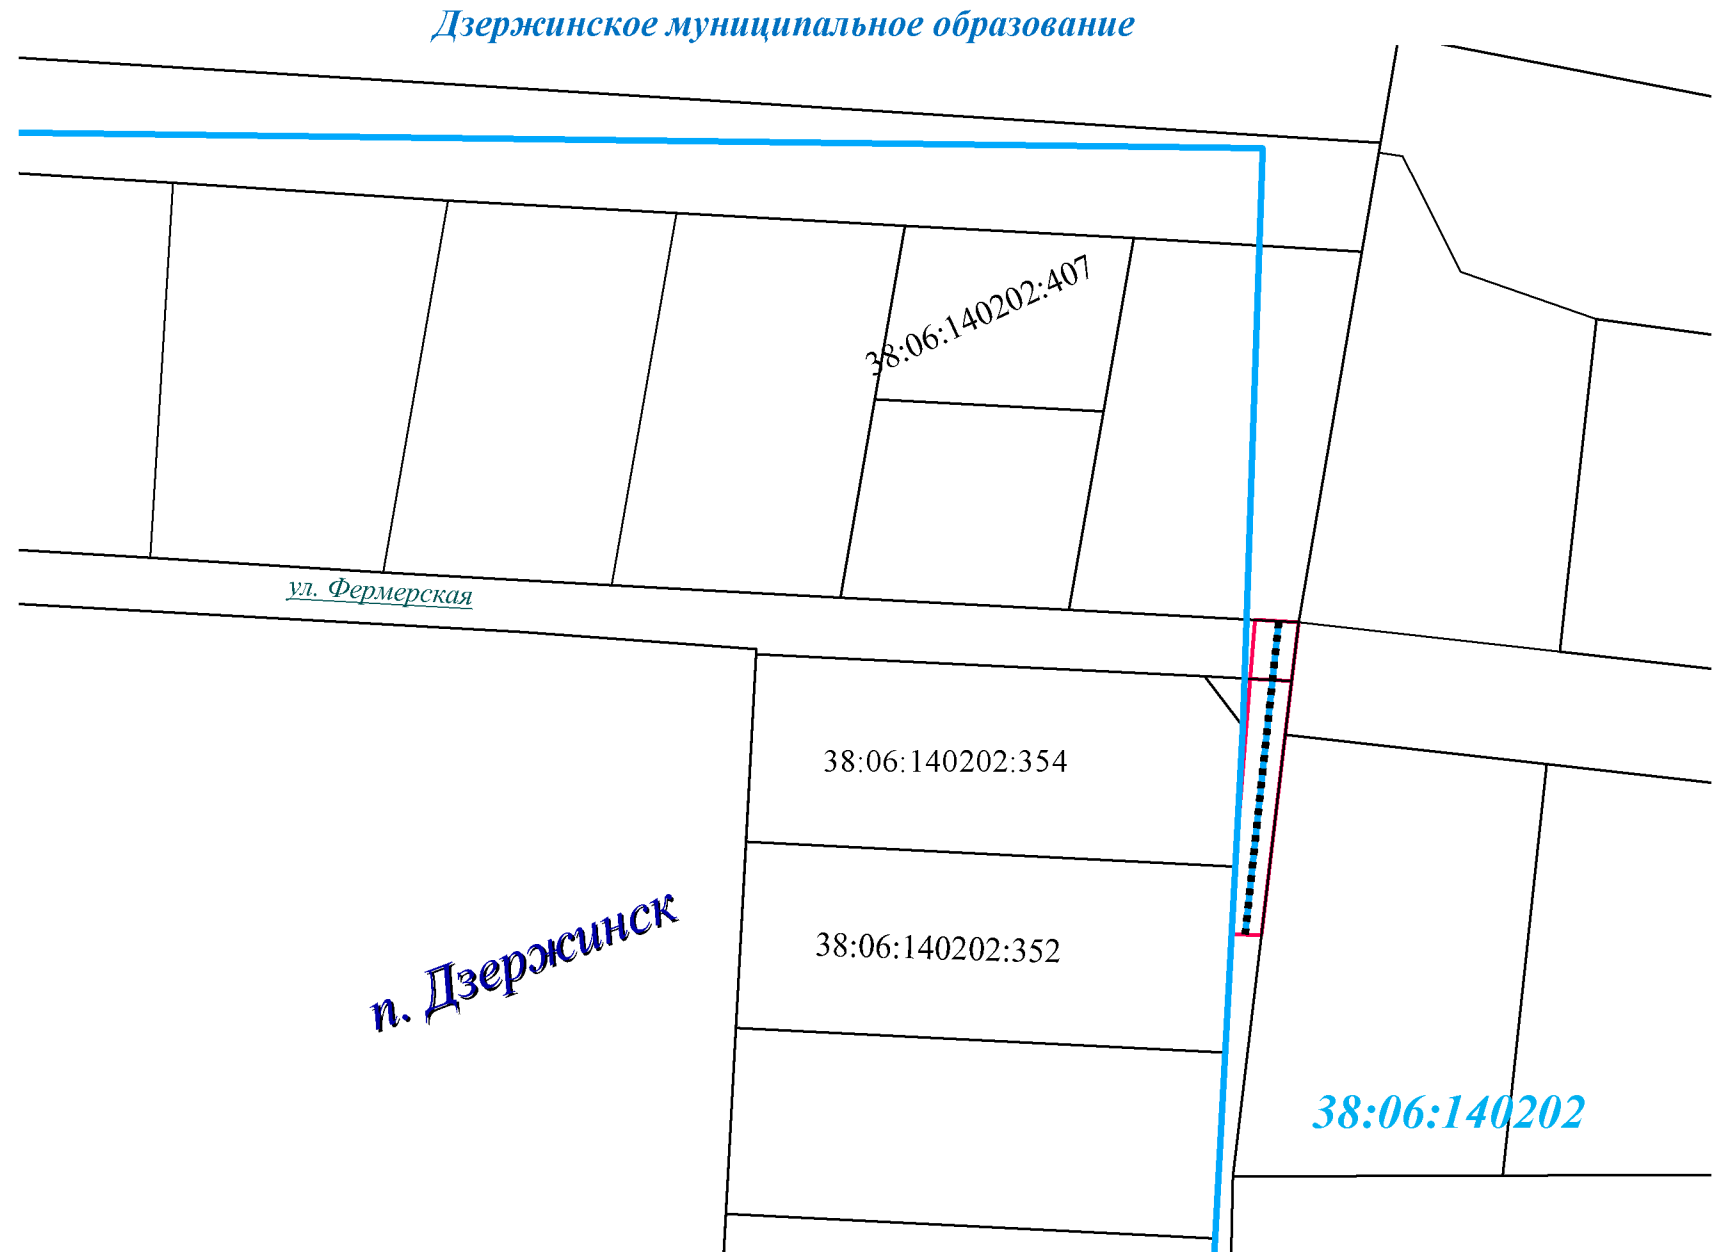 Дзержинское муниципальное образование
38:06:140202:407
ул. Фермерская
38:06:140202:354
п. Дзержинск
38:06:140202:352
38:06:140202